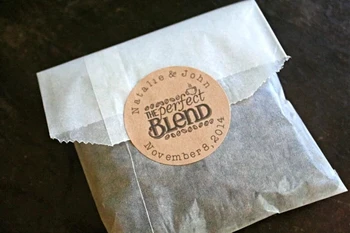 Natalie & John
THE perfect
BLEND
November 8, 2014